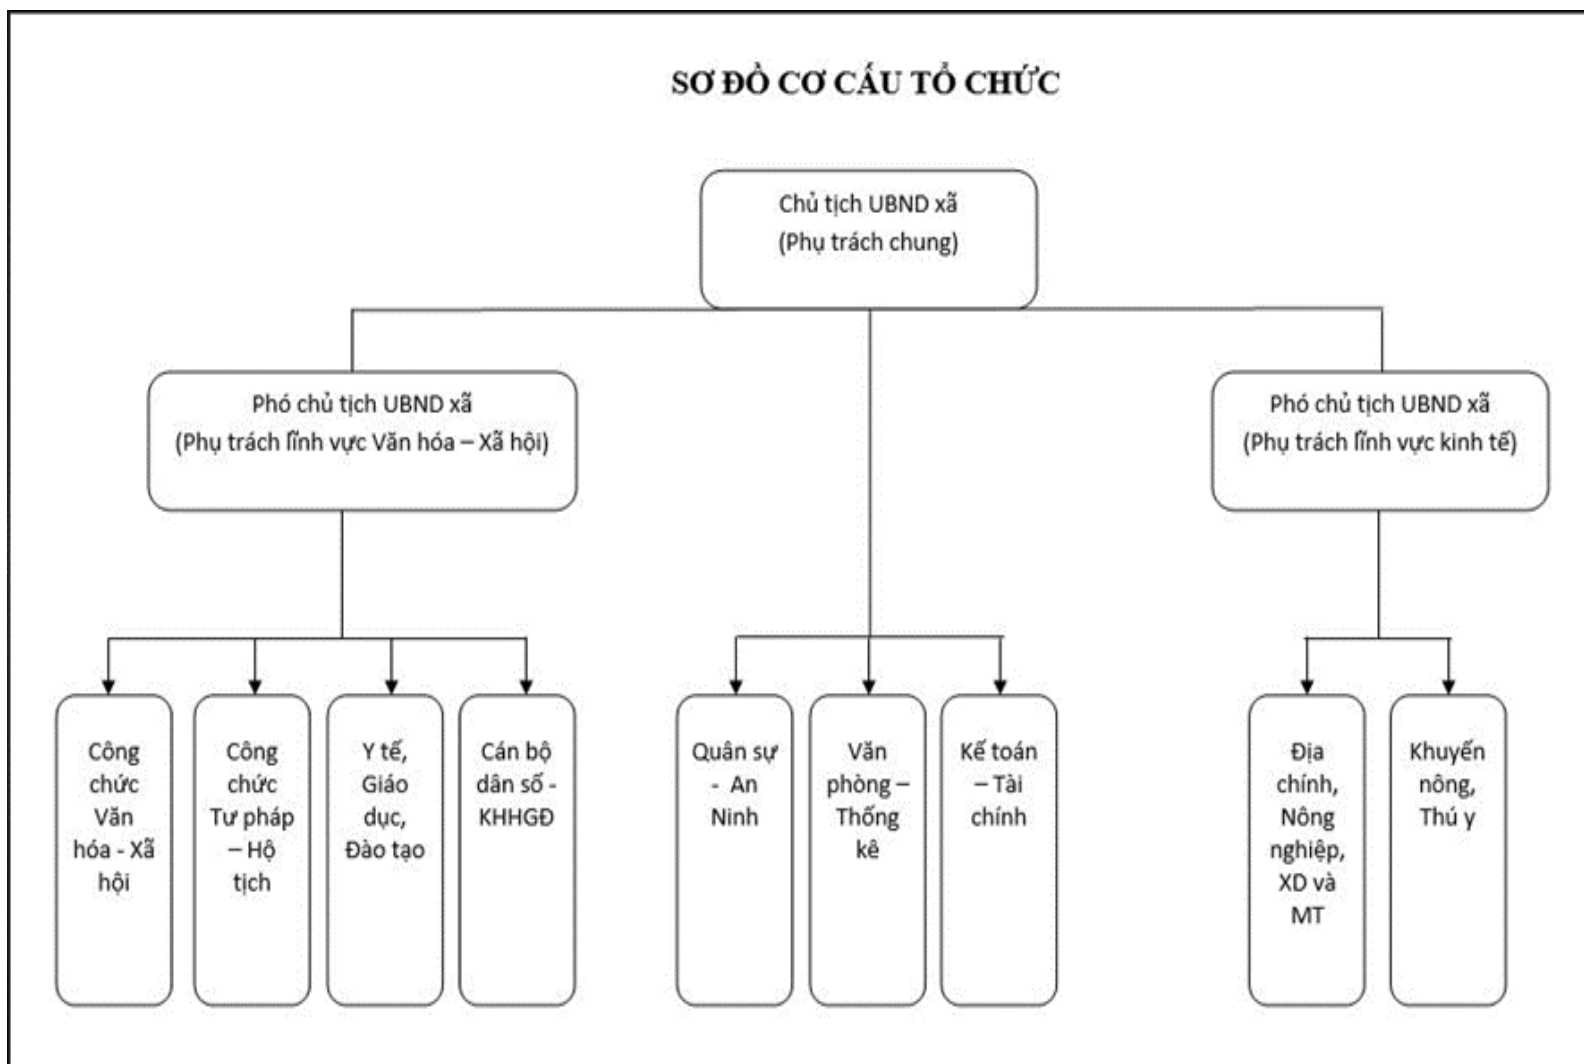 SƠ ĐỒ CƠ CẤU TỔ CHỨC
Chủ tịch UBND xã
(Phụ trách chung)
Phó chủ tịch UBND xã
(Phụ trách lĩnh vực Văn hóa – Xã hội)
Phó chủ tịch UBND xã
(Phụ trách lĩnh vực kinh tế)
Công
chức
Văn
hóa - Xã
hội
Công
chức
Tư pháp
– Hộ
tịch
Y tế,
Giáo
dục,
Đào tạo
Cán bộ
dân số -
KHHGĐ
Quân sự
- An
Ninh
Văn
phòng –
Thống
kê
Kế toán
– Tài
chính
Địa
chính,
Nông
nghiệp,
XD và
MT
Khuyến
nông,
Thú y